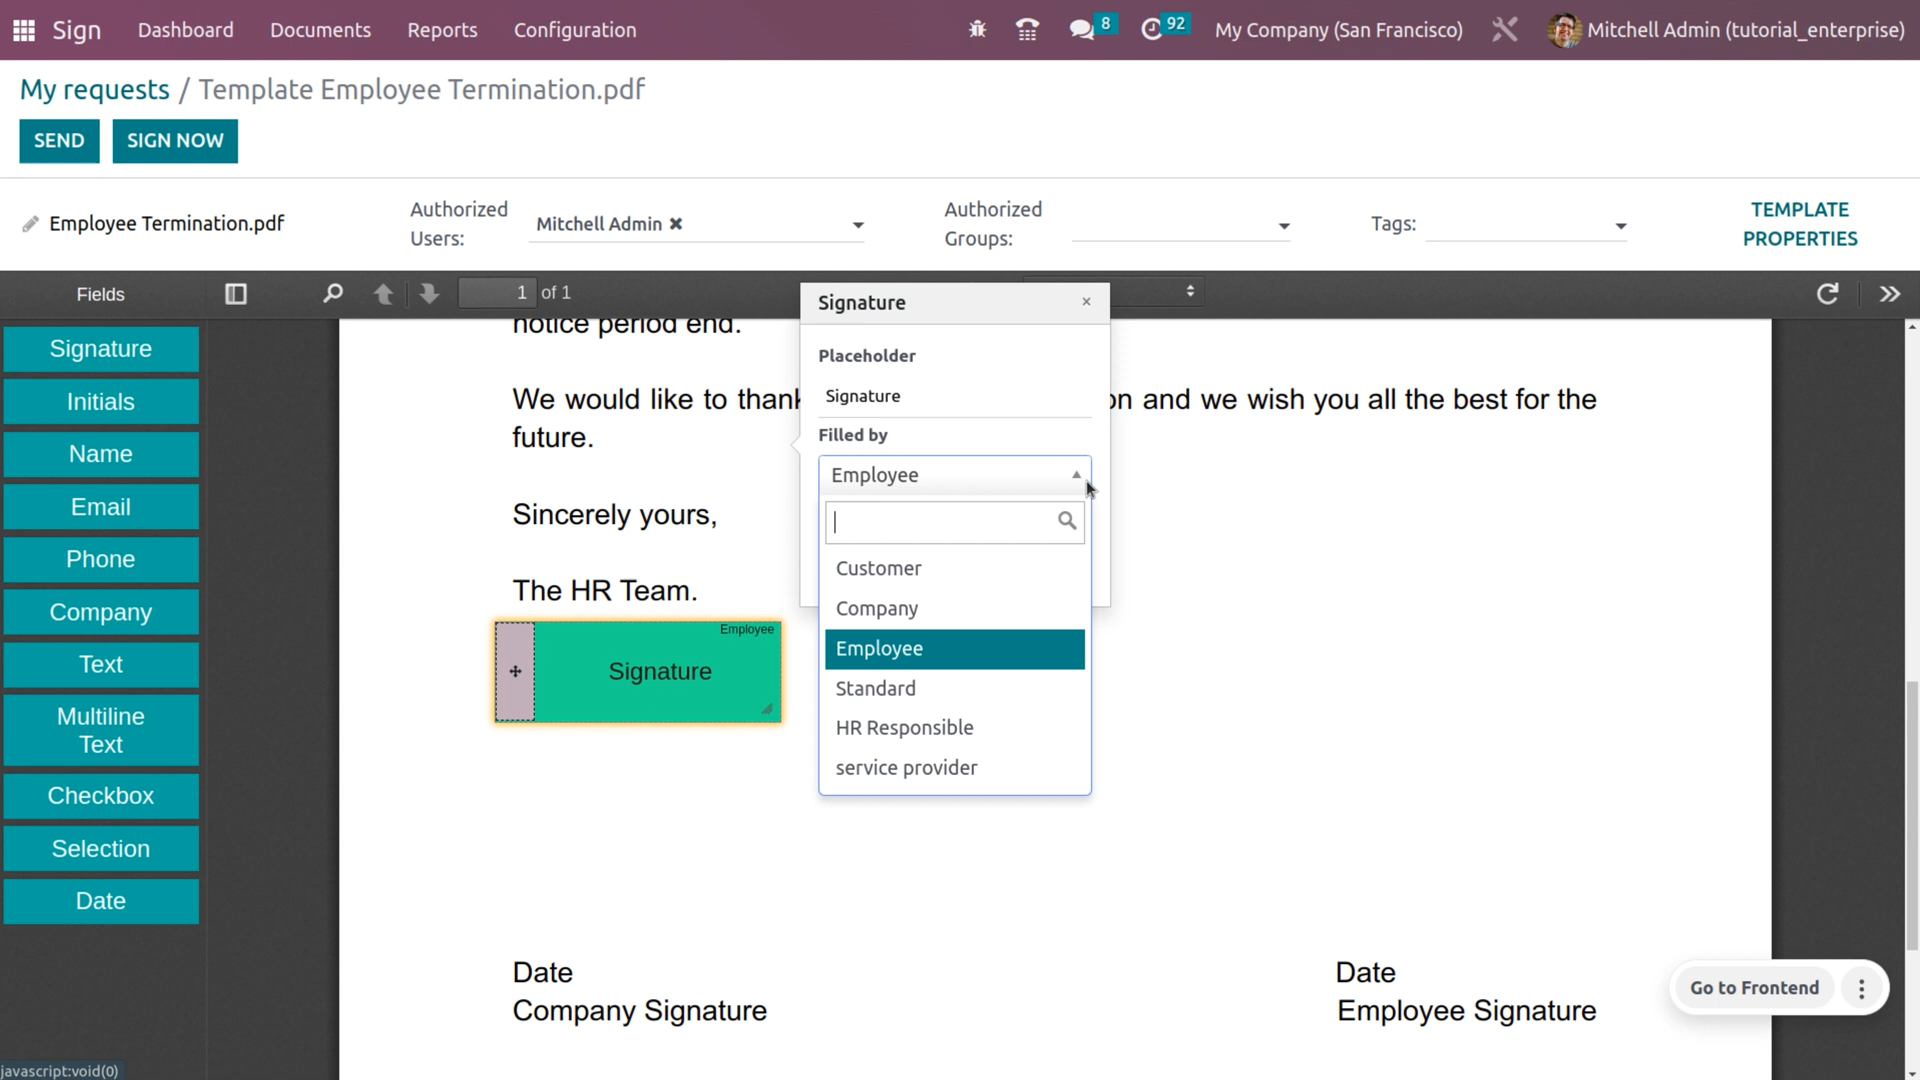 Sign Dashboard Documents Reports Configuration 8 92 My Company (San Francisco) Mitchell Admin (tutorial_enterprise)
My requests / Template Employee Termination.pdf
SEND SIGN NOW
Employee Termination.pdf
Authorized
Users:
Mitchell Admin ✖
Authorized
Groups:
Tags:
TEMPLATE
PROPERTIES
Fields
1 of 1
Signature
Initials
Name
Email
Phone
Company
Text
Multiline
Text
Checkbox
Selection
Date
notice period end.
We would like to thank
on and we wish you all the best for the
future.
Sincerely yours,
The HR Team.
Employee
Signature
Signature ×
Placeholder
Signature
Filled by
Employee
Customer
Company
Employee
Standard
HR Responsible
service provider
Date Date
Company Signature Employee Signature
Go to Frontend
javascript:void(0)